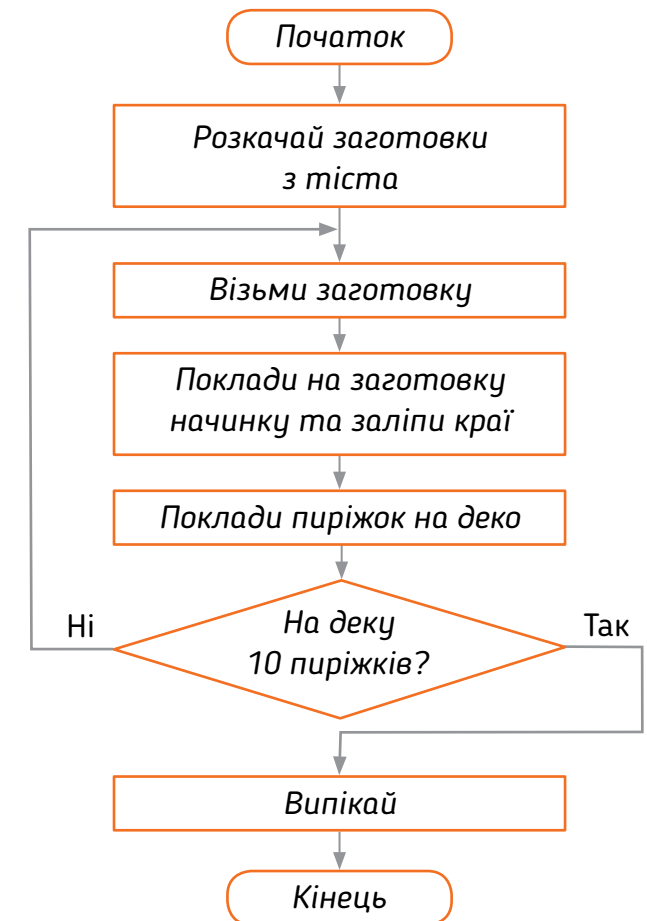 Початок
Розкачай заготовки
з тіста
Візьми заготовку
Поклади на заготовку
начинку та заліпи краї
Поклади пиріжок на деко
Ні
На деку
10 пиріжків?
Так
Випікай
Кінець